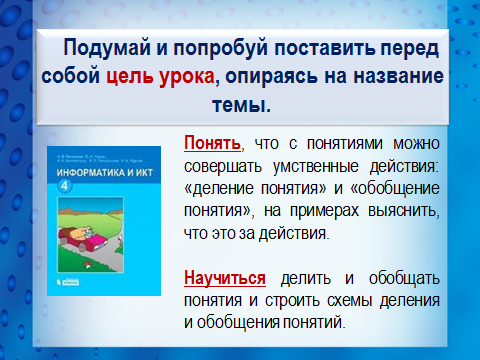 Подумай и попробуй поставить перед
собой цель урока, опираясь на название
темы.
ИНФОРМАТИКА И ИКТ
4
Понять, что с понятиями можно
совершать умственные действия:
«деление понятия» и «обобщение
понятия», на примерах выяснить,
что это за действия.
Научиться делить и обобщать
понятия и строить схемы деления
и обобщения понятий.